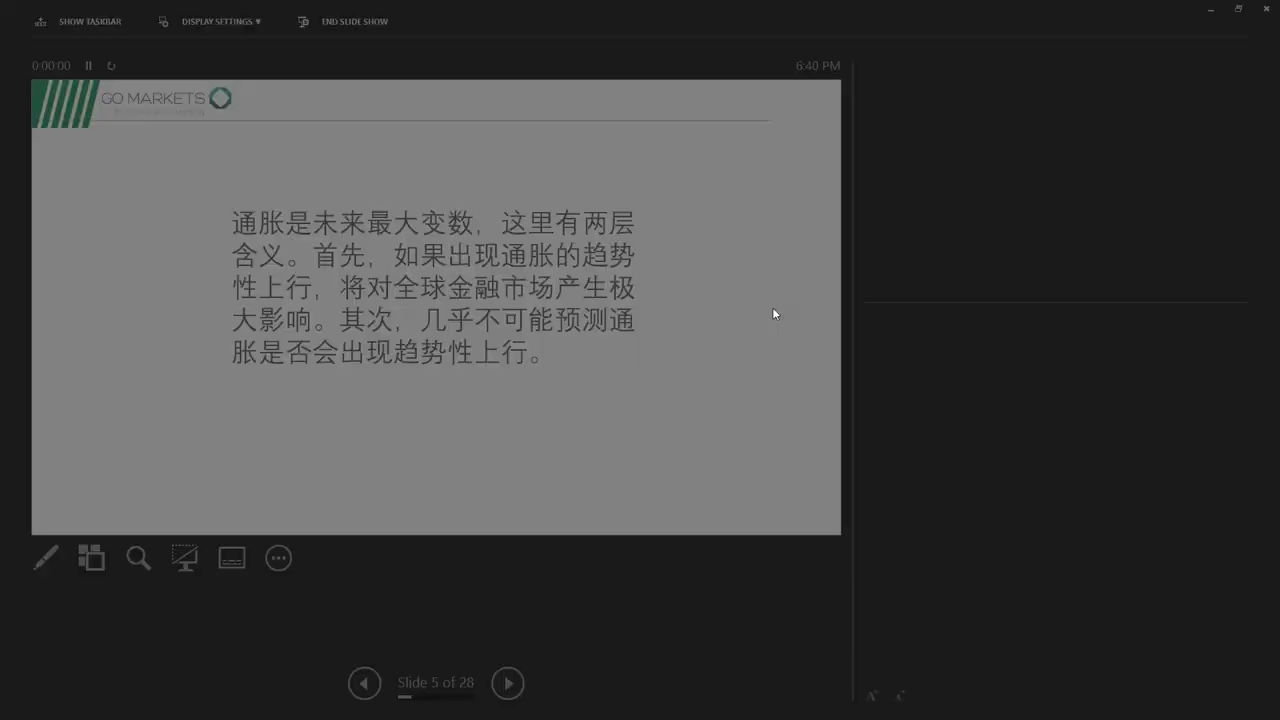 SHOW TASKBAR
DISPLAY SETTINGS ▼
END SLIDE SHOW
0:00:00
6:40 PM
GO MARKETS
通胀是未来最大变数，这里有两层
含义。首先，如果出现通胀的趋势
性上行，将对全球金融市场产生极
大影响。其次，几乎不可能预测通
胀是否会出现趋势性上行。
Slide 5 of 28